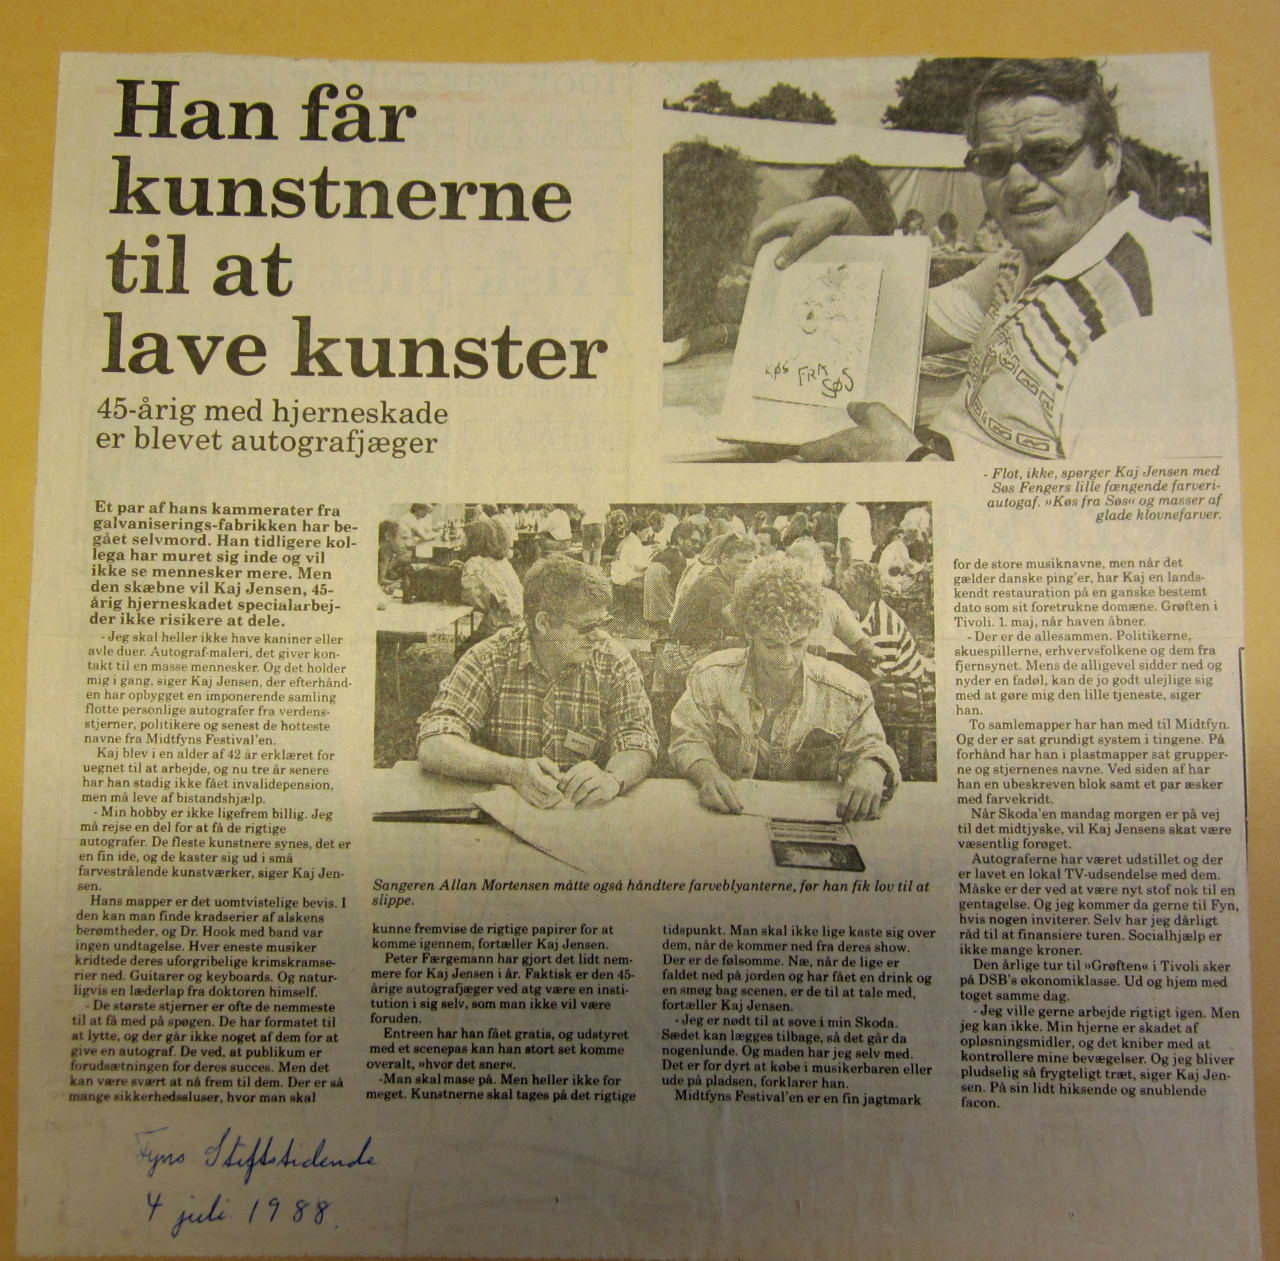 Han får
kunstnerne
til at
lave kunster
45-årig med hjerneskade
er blevet autografjæger
KØS FRA SØS
- Flot, ikke, spørger Kaj Jensen med
Søs Fengers lille fængende farveri-
autogaf. »Køs fra Søs« og masser af
glade klovnefarver.
Et par af hans kammerater fra
galvaniserings-fabrikken har be-
gået selvmord. Han tidligere kol-
lega har muret sig inde og vil
ikke se mennesker mere. Men
den skæbne vil Kaj Jensen, 45-
årig hjerneskadet specialarbej-
der ikke risikere at dele.
- Jeg skal heller ikke have kaniner eller
avle duer. Autograf-maleri, det giver kon-
takt til en masse mennesker. Og det holder
mig i gang, siger Kaj Jensen, der efterhånd-
en har opbygget en imponerende samling
flotte personlige autografer fra verdens-
stjerner, politikere og senest de hotteste
navne fra Midtfyns Festival'en.
Kaj blev i en alder af 42 år erklæret for
uegnet til at arbejde, og nu tre år senere
har han stadig ikke fået invalidepension,
men må leve af bistandshjælp.
- Min hobby er ikke ligefrem billig. Jeg
må rejse en del for at få de rigtige
autografer. De fleste kunstnere synes, det er
en fin ide, og de kaster sig ud i små
farvestrålende kunstværker, siger Kaj Jen-
sen.
Hans mapper er det uomtvistelige bevis. I
den kan man finde kradserier af alskens
berømtheder, og Dr. Hook med band var
ingen undtagelse. Hver eneste musiker
kridtede deres uforgribelige krimskramse-
rier ned. Guitarer og keyboards. Og natur-
ligvis en læderlap fra doktoren himself.
- De største stjerner er ofte de nemmeste
til at få med på spøgen. De har formatet til
at lytte, og der går ikke noget af dem for at
give en autograf. De ved, at publikum er
forudsætningen for deres succes. Men det
kan være svært at nå frem til dem. Der er så
mange sikkerhedssluser, hvor man skal
Sangeren Allan Mortensen måtte også håndtere farveblyanterne, før han fik lov til at
slippe.
kunne fremvise de rigtige papirer for at
komme igennem, fortæller Kaj Jensen.
Peter Færgemann har gjort det lidt nem-
mere for Kaj Jensen i år. Faktisk er den 45-
årige autografjæger ved atg være en insti-
tution i sig selv, som man ikke vil være
foruden.
Entreen har han fået gratis, og udstyret
med et scenepas kan han stort set komme
overalt, »hvor det sner«.
-Man skal mase på. Men heller ikke for
meget. Kunstnerne skal tages på det rigtige
tidspunkt. Man skal ikke lige kaste sig over
dem, når de kommer ned fra deres show.
Der er de følsomme. Næ, når de lige er
faldet ned på jorden og har fået en drink og
en smøg bag scenen, er de til at tale med,
fortæller Kaj Jensen.
- Jeg er nødt til at sove i min Skoda.
Sædet kan lægges tilbage, så det går da
nogenlunde. Og maden har jeg selv med.
Det er for dyrt at købe i musikerbaren eller
ude på pladsen, forklarer han.
Midtfyns Festival'en er en fin jagtmark
for de store musiknavne, men når det
gælder danske ping'er, har Kaj en lands-
kendt restauration på en ganske bestemt
dato som sit foretrukne domæne. Grøften i
Tivoli. 1. maj, når haven åbner.
- Der er de allesammen. Politikerne,
skuespillerne, erhvervsfolkene og dem fra
fjernsynet. Mens de alligevel sidder ned og
nyder en fadøl, kan de jo godt ulejlige sig
med at gøre mig den lille tjeneste, siger
han.
To samlemapper har han med til Midtfyn.
Og der er sat grundigt system i tingene. På
forhånd har han i plastmapper sat grupper-
ne og stjernenes navne. Ved siden af har
han en ubeskreven blok samt et par æsker
med farvekridt.
Når Skoda'en mandag morgen er på vej
til det midtjyske, vil Kaj Jensens skat være
væsentlig forøget.
Autograferne har været udstillet og der
er lavet en lokal TV-udsendelse med dem.
Måske er der ved at være nyt stof nok til en
gentagelse. Og jeg kommer da gerne til Fyn,
hvis nogen inviterer. Selv har jeg dårligt
råd til at finansiere turen. Socialhjælp er
ikke mange kroner.
Den årlige tur til »Grøften« i Tivoli sker
på DSB's økonomiklasse. Ud og hjem med
toget samme dag.
- Jeg ville gerne arbejde rigtigt igen. Men
jeg kan ikke. Min hjerne er skadet af
opløsningsmidler, og det kniber med at
kontrollere mine bevægelser. Og jeg bliver
pludselig så frygteligt træt, siger Kaj Jen-
sen. På sin lidt hiksende og snublende
facon.
Fyns Stiftstidende
4 juli 1988.